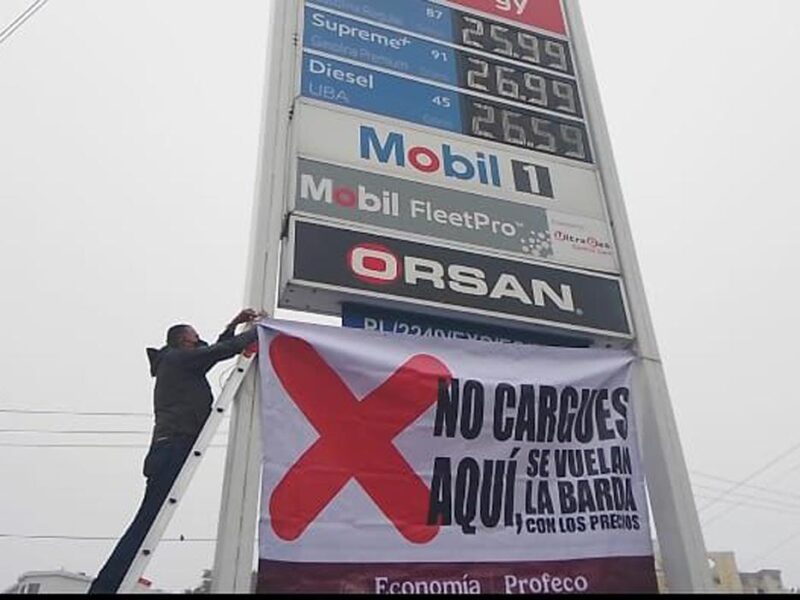 87
25.99
Supreme+
Gasolina Premium
91
26.99
Diesel
UBA
45
26.59
Mobil 1
Mobil FleetPro
ORSAN
NO CARGUES
AQUÍ, SE VUELAN
LA BARDA
CON LOS PRECIOS
Economía Profeco